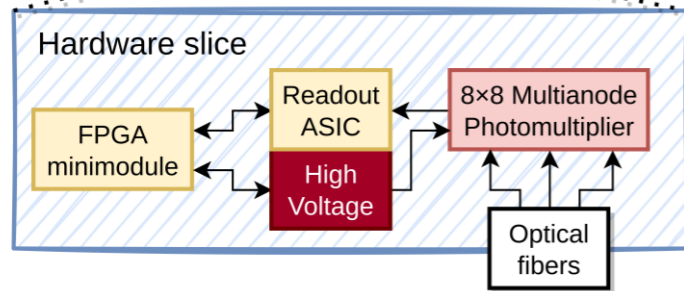 Hardware slice
FPGA
minimodule
Readout
ASIC
High
Voltage
8×8 Multianode
Photomultiplier
Optical
fibers